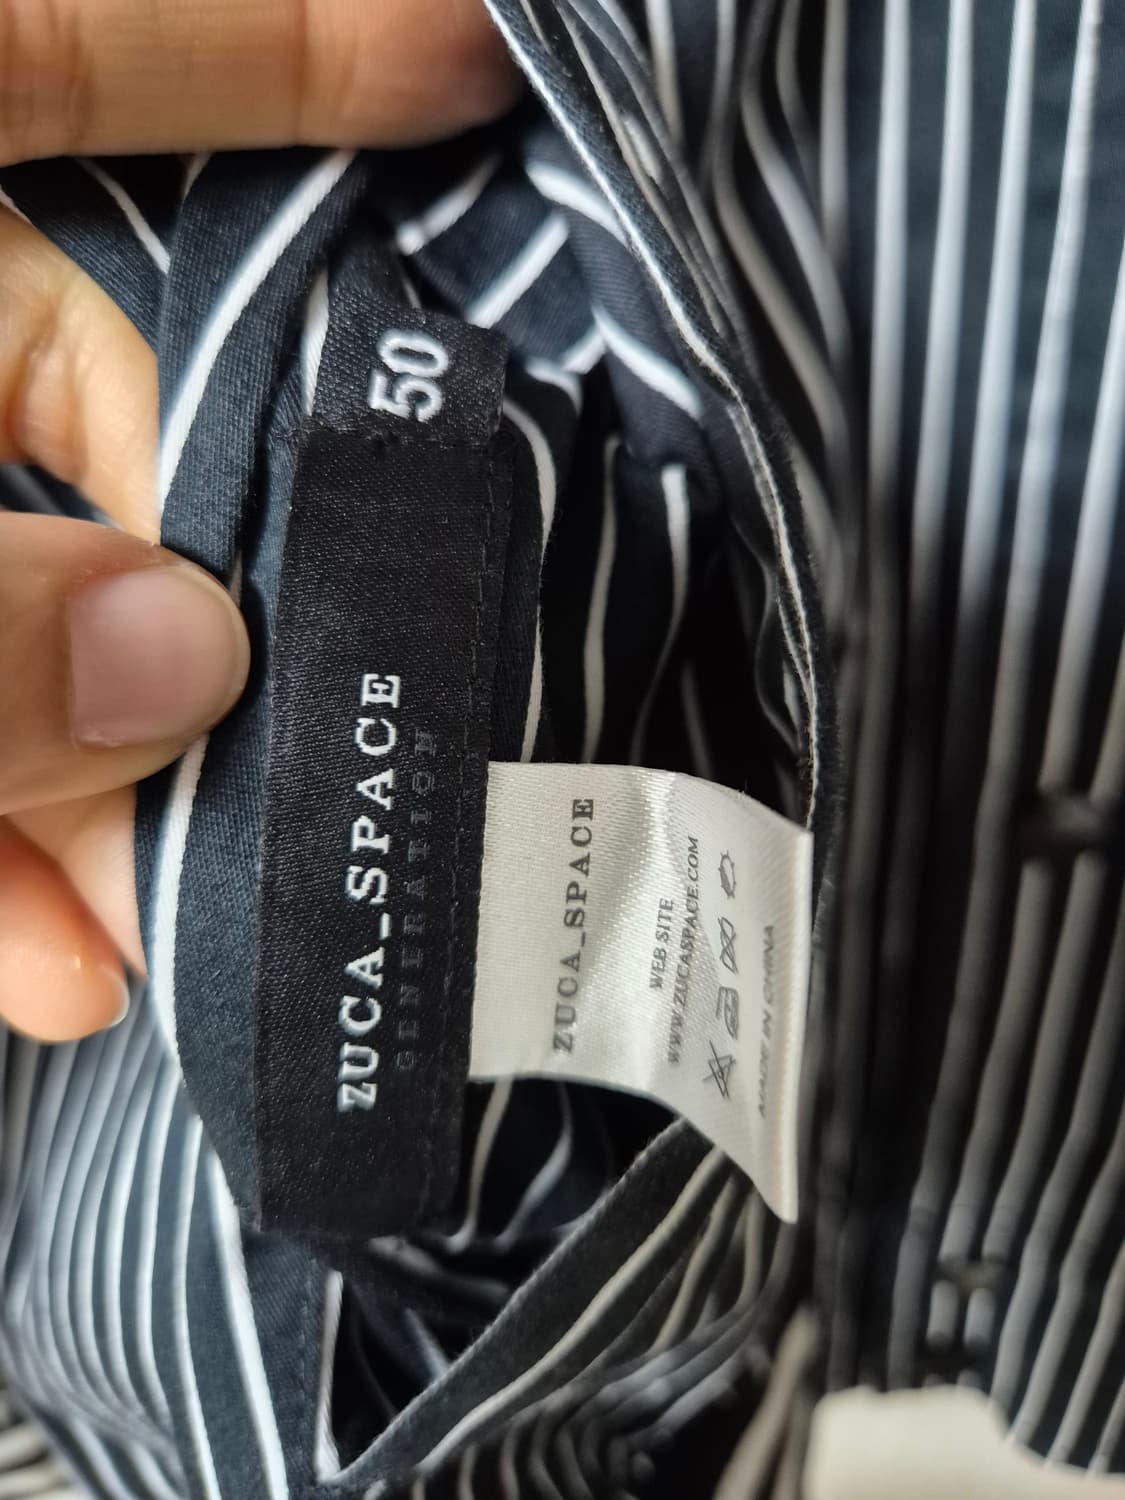 50
ZUCA_SPACE
GENERATION
ZUCA_SPACE
WEB SITE
WWW.ZUCASPACE.COM
MADE IN CHINA